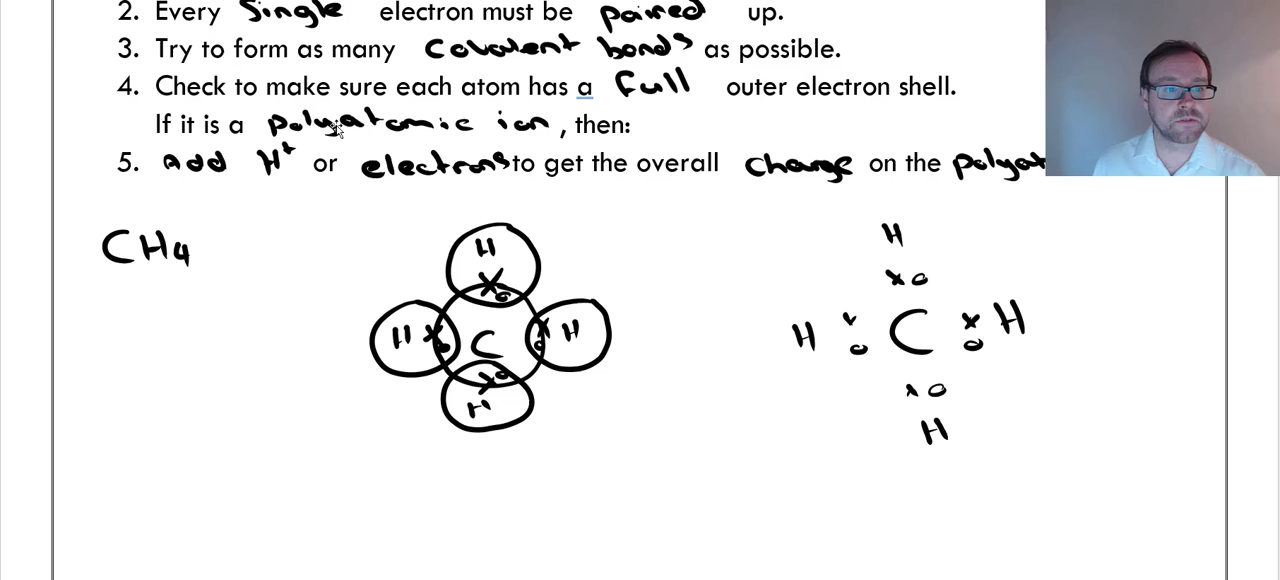 2. Every single electron must be paired up.
3. Try to form as many covalent bonds as possible.
4. Check to make sure each atom has a full outer electron shell.
If it is a polyatomic ion, then:
5. Add H+ or electrons to get the overall charge on the polyat
CH4
H
H C H
H
H
H C H
H